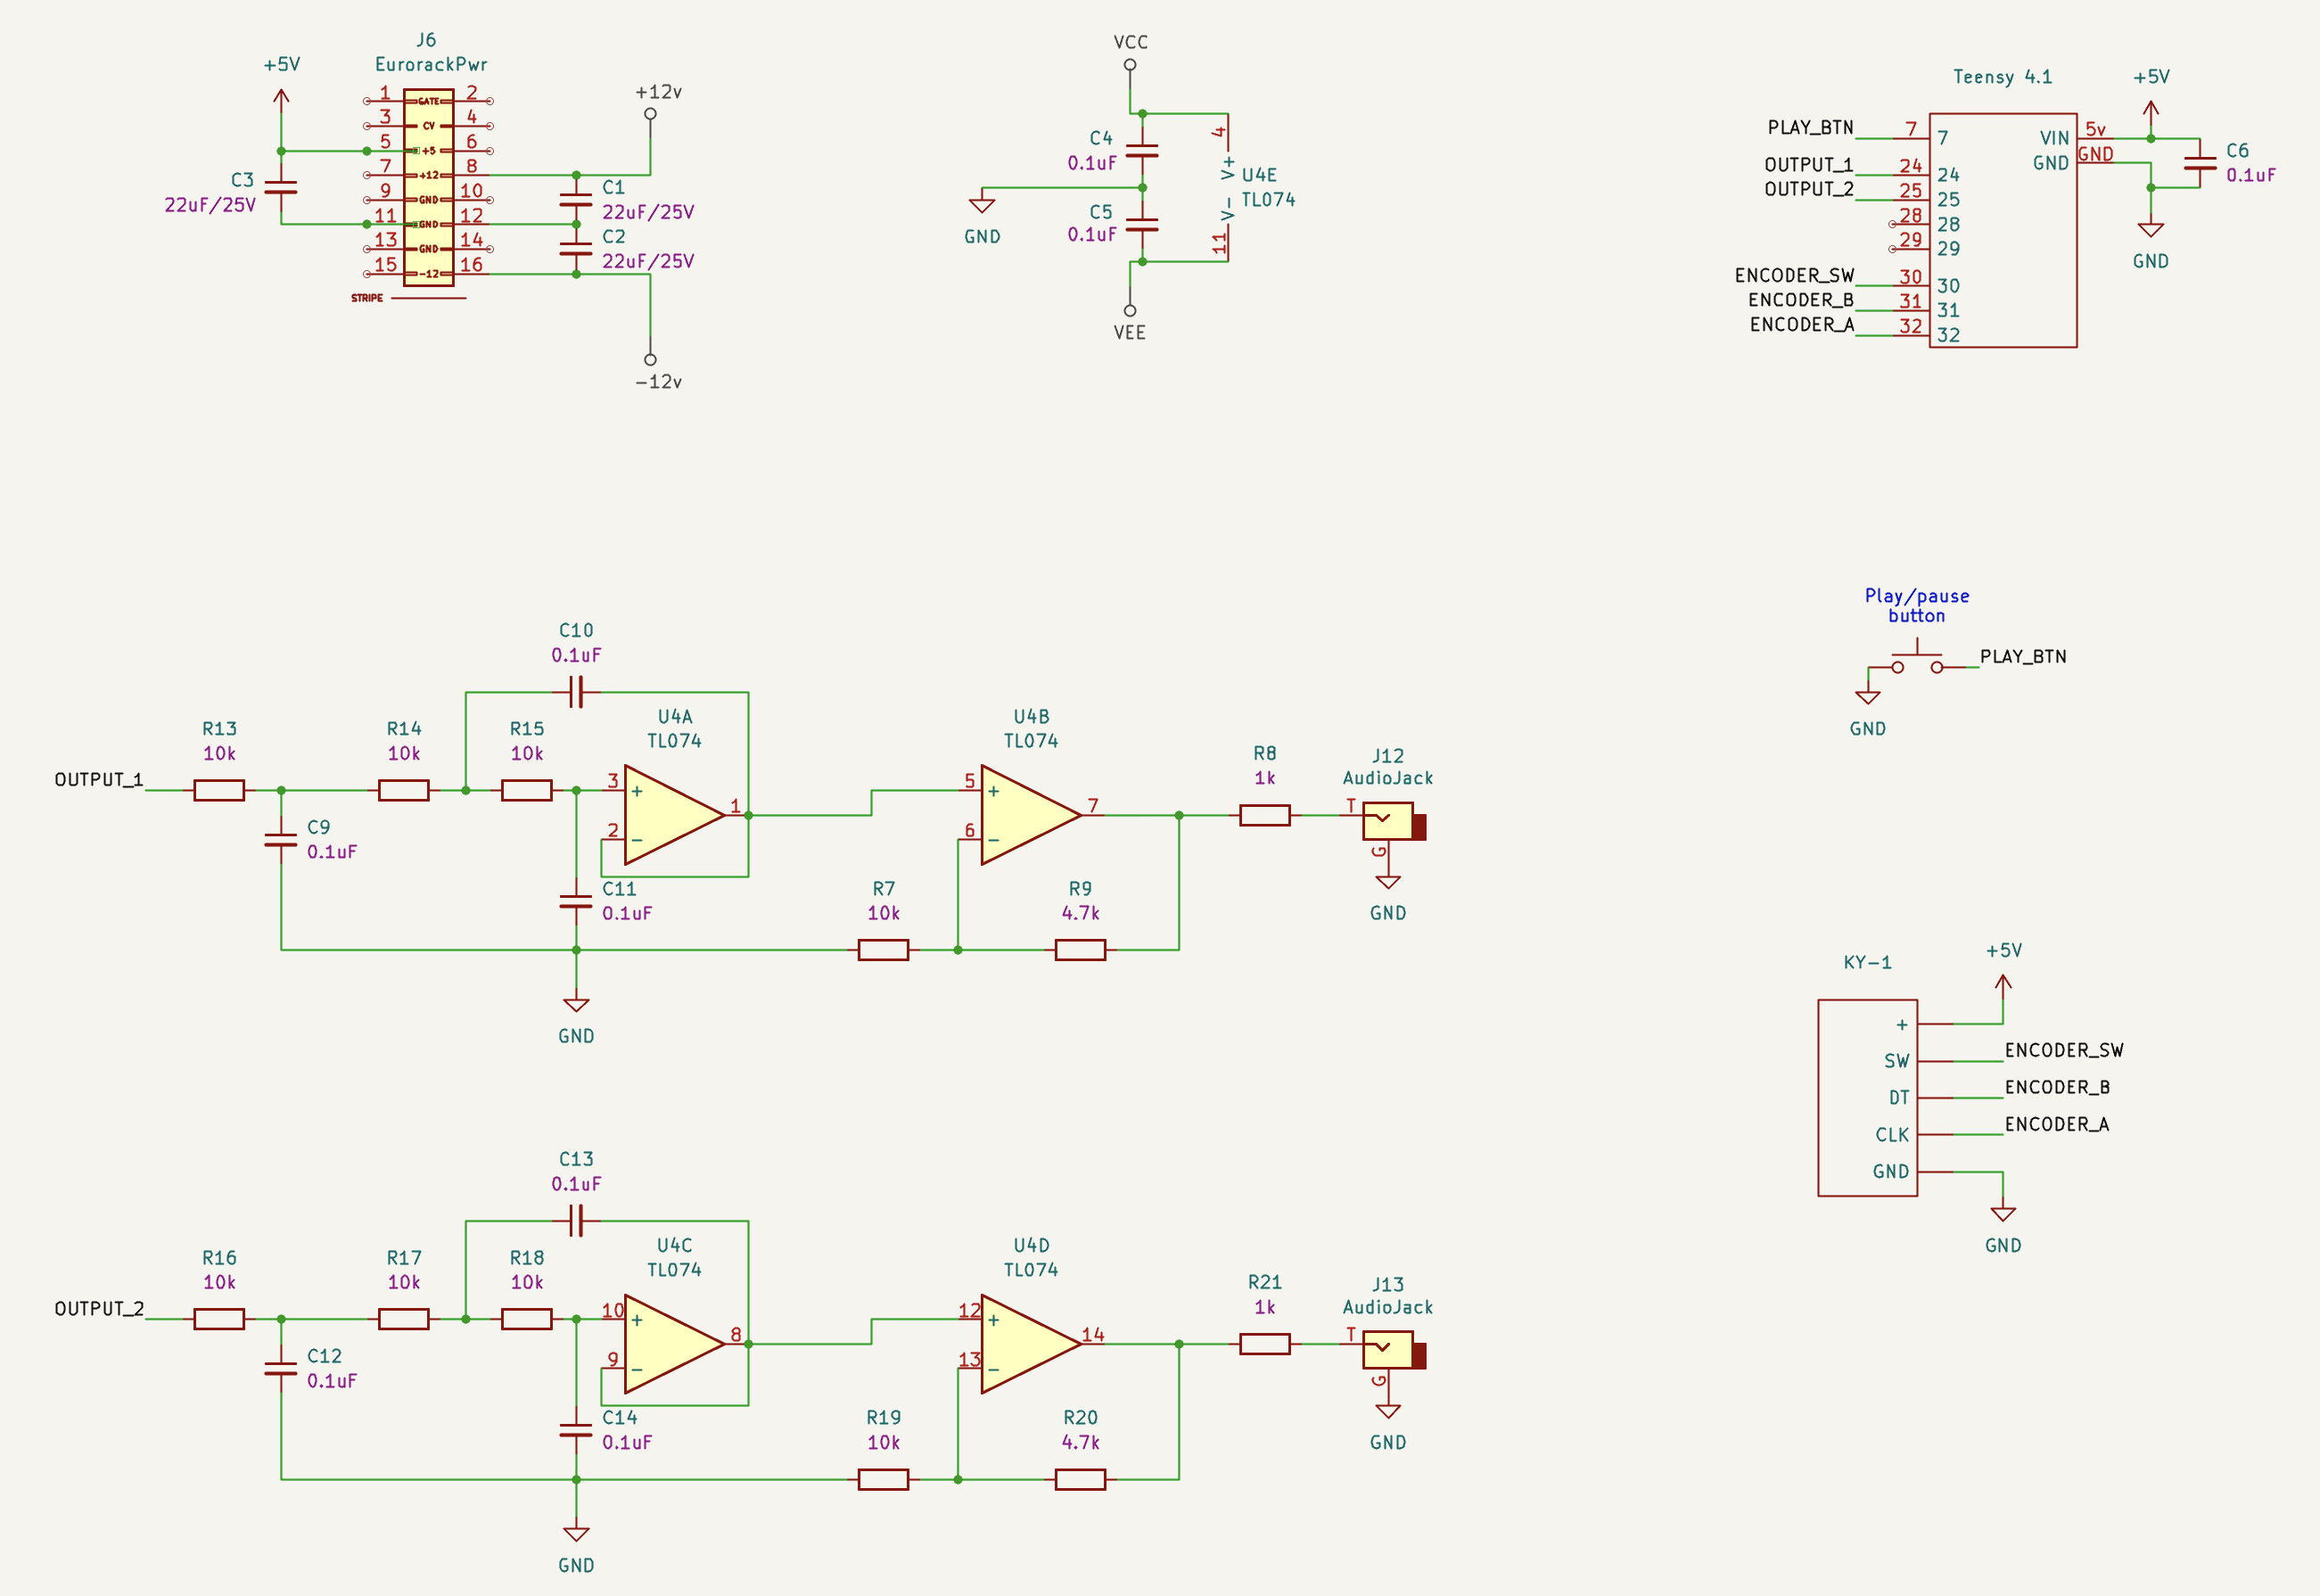 J6
EurorackPwr
+5V
1 GATE 2
3 CV 4
5 +5 6
7 +12 8
9 GND 10
11 GND 12
13 GND 14
15 -12 16
STRIPE
C3
22uF/25V
+12v
C1
22uF/25V
C2
22uF/25V
-12v
VCC
C4
0.1uF
C5
0.1uF
GND
4
V+
V-
11
U4E
TL074
VEE
Teensy 4.1
PLAY_BTN 7 7
OUTPUT_1 24 24
OUTPUT_2 25 25
28 28
29 29
ENCODER_SW 30 30
ENCODER_B 31 31
ENCODER_A 32 32
VIN 5v
GND GND
+5V
C6
0.1uF
GND
Play/pause
button
PLAY_BTN
GND
C10
0.1uF
R13
10k
R14
10k
R15
10k
U4A
TL074
U4B
TL074
R8
1k
J12
AudioJack
OUTPUT_1
3 +
2 -
1
5 +
6 -
7
T
G
GND
C9
0.1uF
C11
0.1uF
R7
10k
R9
4.7k
GND
KY-1
+5V
+
SW
ENCODER_SW
DT
ENCODER_B
CLK
ENCODER_A
GND
GND
C13
0.1uF
R16
10k
R17
10k
R18
10k
U4C
TL074
U4D
TL074
R21
1k
J13
AudioJack
OUTPUT_2
10 +
9 -
8
12 +
13 -
14
T
G
GND
C12
0.1uF
C14
0.1uF
R19
10k
R20
4.7k
GND